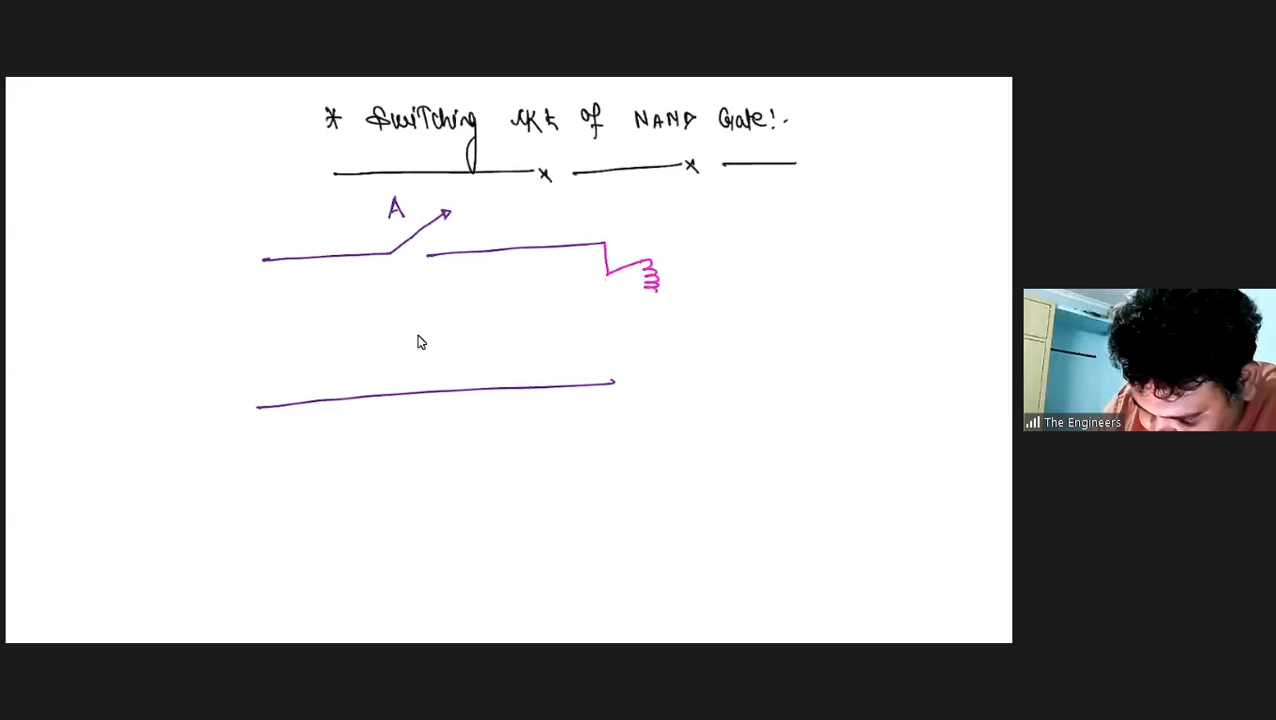 * Switching ckt of NAND Gate:-
A
The Engineers